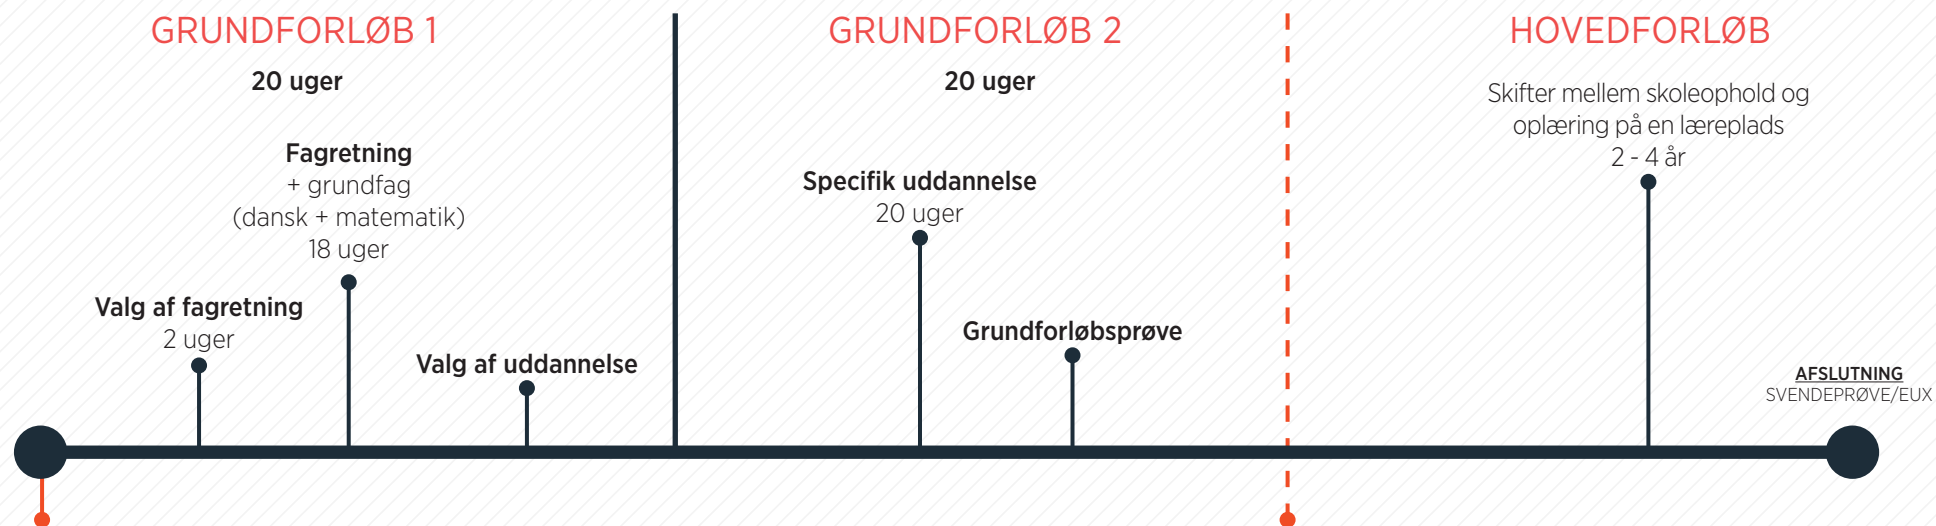 GRUNDFORLØB 1
20 uger
Fagretning
+ grundfag
(dansk + matematik)
18 uger
Valg af fagretning
2 uger
Valg af uddannelse
GRUNDFORLØB 2
20 uger
Specifik uddannelse
20 uger
Grundforløbsprøve
HOVEDFORLØB
Skifter mellem skoleophold og
oplæring på en læreplads
2 - 4 år
AFSLUTNING
SVENDEPRØVE/EUX